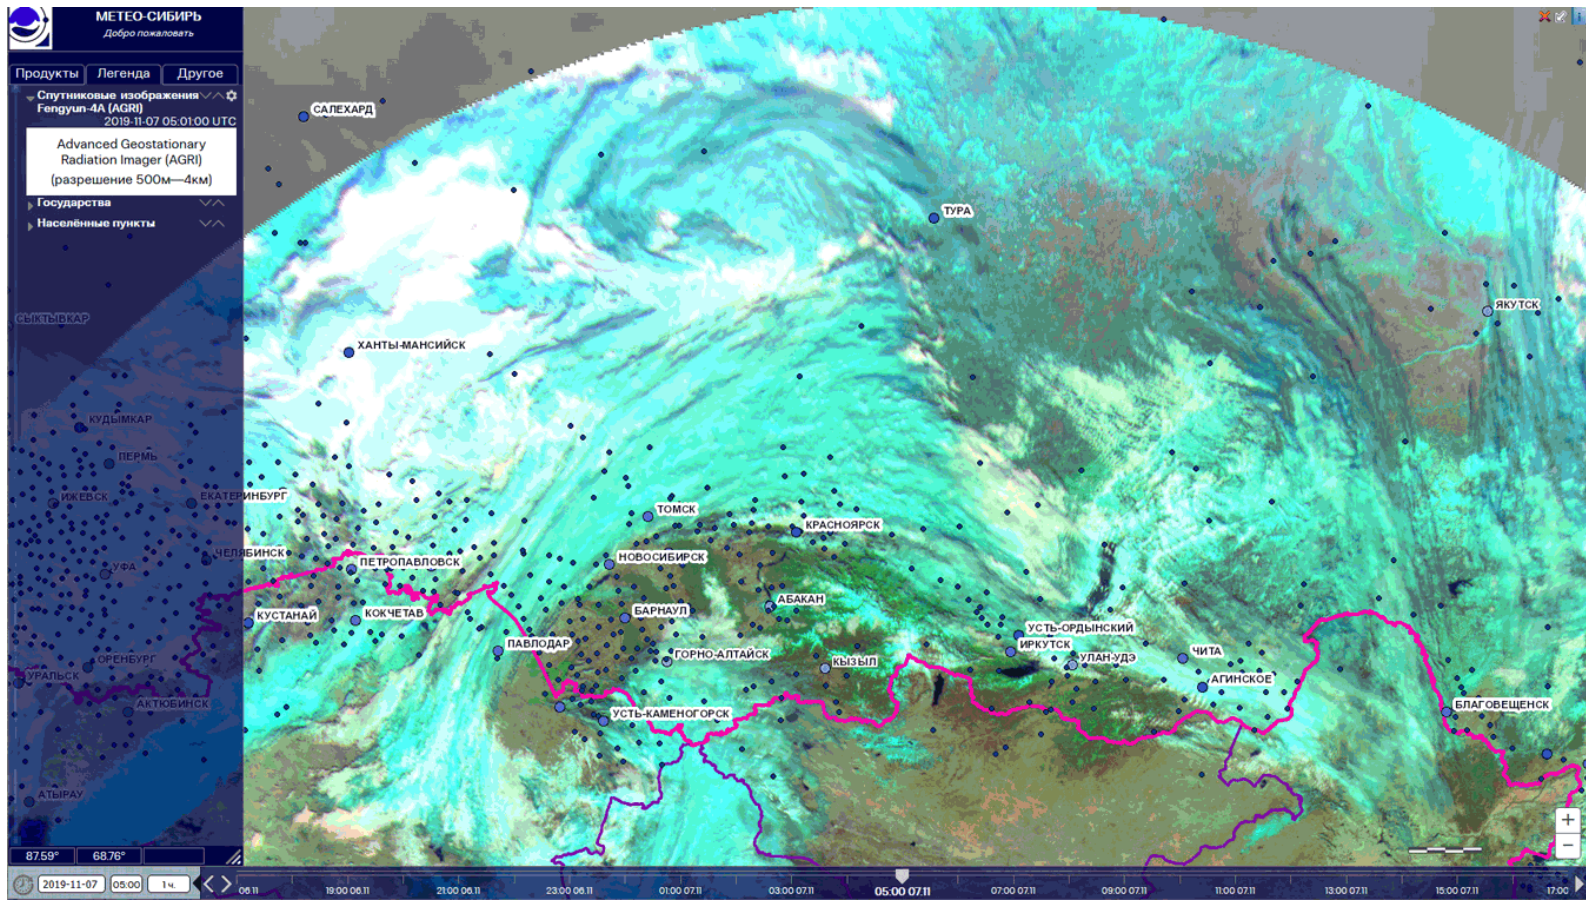 МЕТЕО-СИБИРЬ
Добро пожаловать
Продукты Легенда Другое
Спутниковые изображения
Fengyun-4A (AGRI)
2019-11-07 05:01:00 UTC
Advanced Geostationary
Radiation Imager (AGRI)
(разрешение 500м—4км)
Государства
Населённые пункты
САЛЕХАРД
ТУРА
ЯКУТСК
СЫКТЫВКАР
ХАНТЫ-МАНСИЙСК
КУДЫМКАР
ПЕРМЬ
ИЖЕВСК
ЕКАТЕРИНБУРГ
ТОМСК
КРАСНОЯРСК
ЧЕЛЯБИНСК
НОВОСИБИРСК
УФА
ПЕТРОПАВЛОВСК
АБАКАН
КУСТАНАЙ
КОКЧЕТАВ
БАРНАУЛ
УСТЬ-ОРДЫНСКИЙ
ПАВЛОДАР
ИРКУТСК
ОРЕНБУРГ
ГОРНО-АЛТАЙСК
КЫЗЫЛ
УЛАН-УДЭ
ЧИТА
УРАЛЬСК
АГИНСКОЕ
АКТЮБИНСК
УСТЬ-КАМЕНОГОРСК
БЛАГОВЕЩЕНСК
АТЫРАУ
+
−
87.59° 68.76°
2019-11-07 05:00 1 ч.
06.11 19:00 06.11 21:00 06.11 23:00 06.11 01:00 07.11 03:00 07.11 05:00 07.11 07:00 07.11 09:00 07.11 11:00 07.11 13:00 07.11 15:00 07.11 17:00